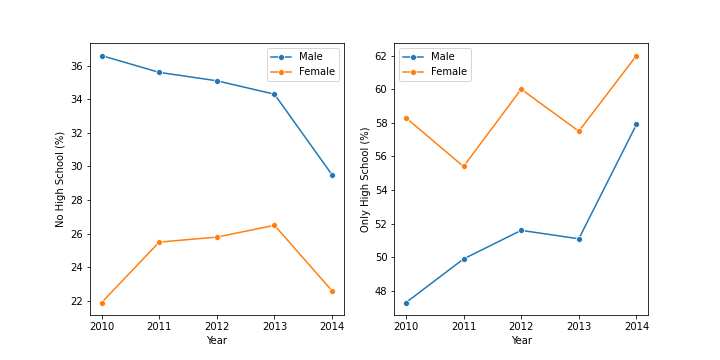 No High School (%)
36
34
32
30
28
26
24
22
2010 2011 2012 2013 2014
Year
Male
Female
Only High School (%)
62
60
58
56
54
52
50
48
2010 2011 2012 2013 2014
Year
Male
Female